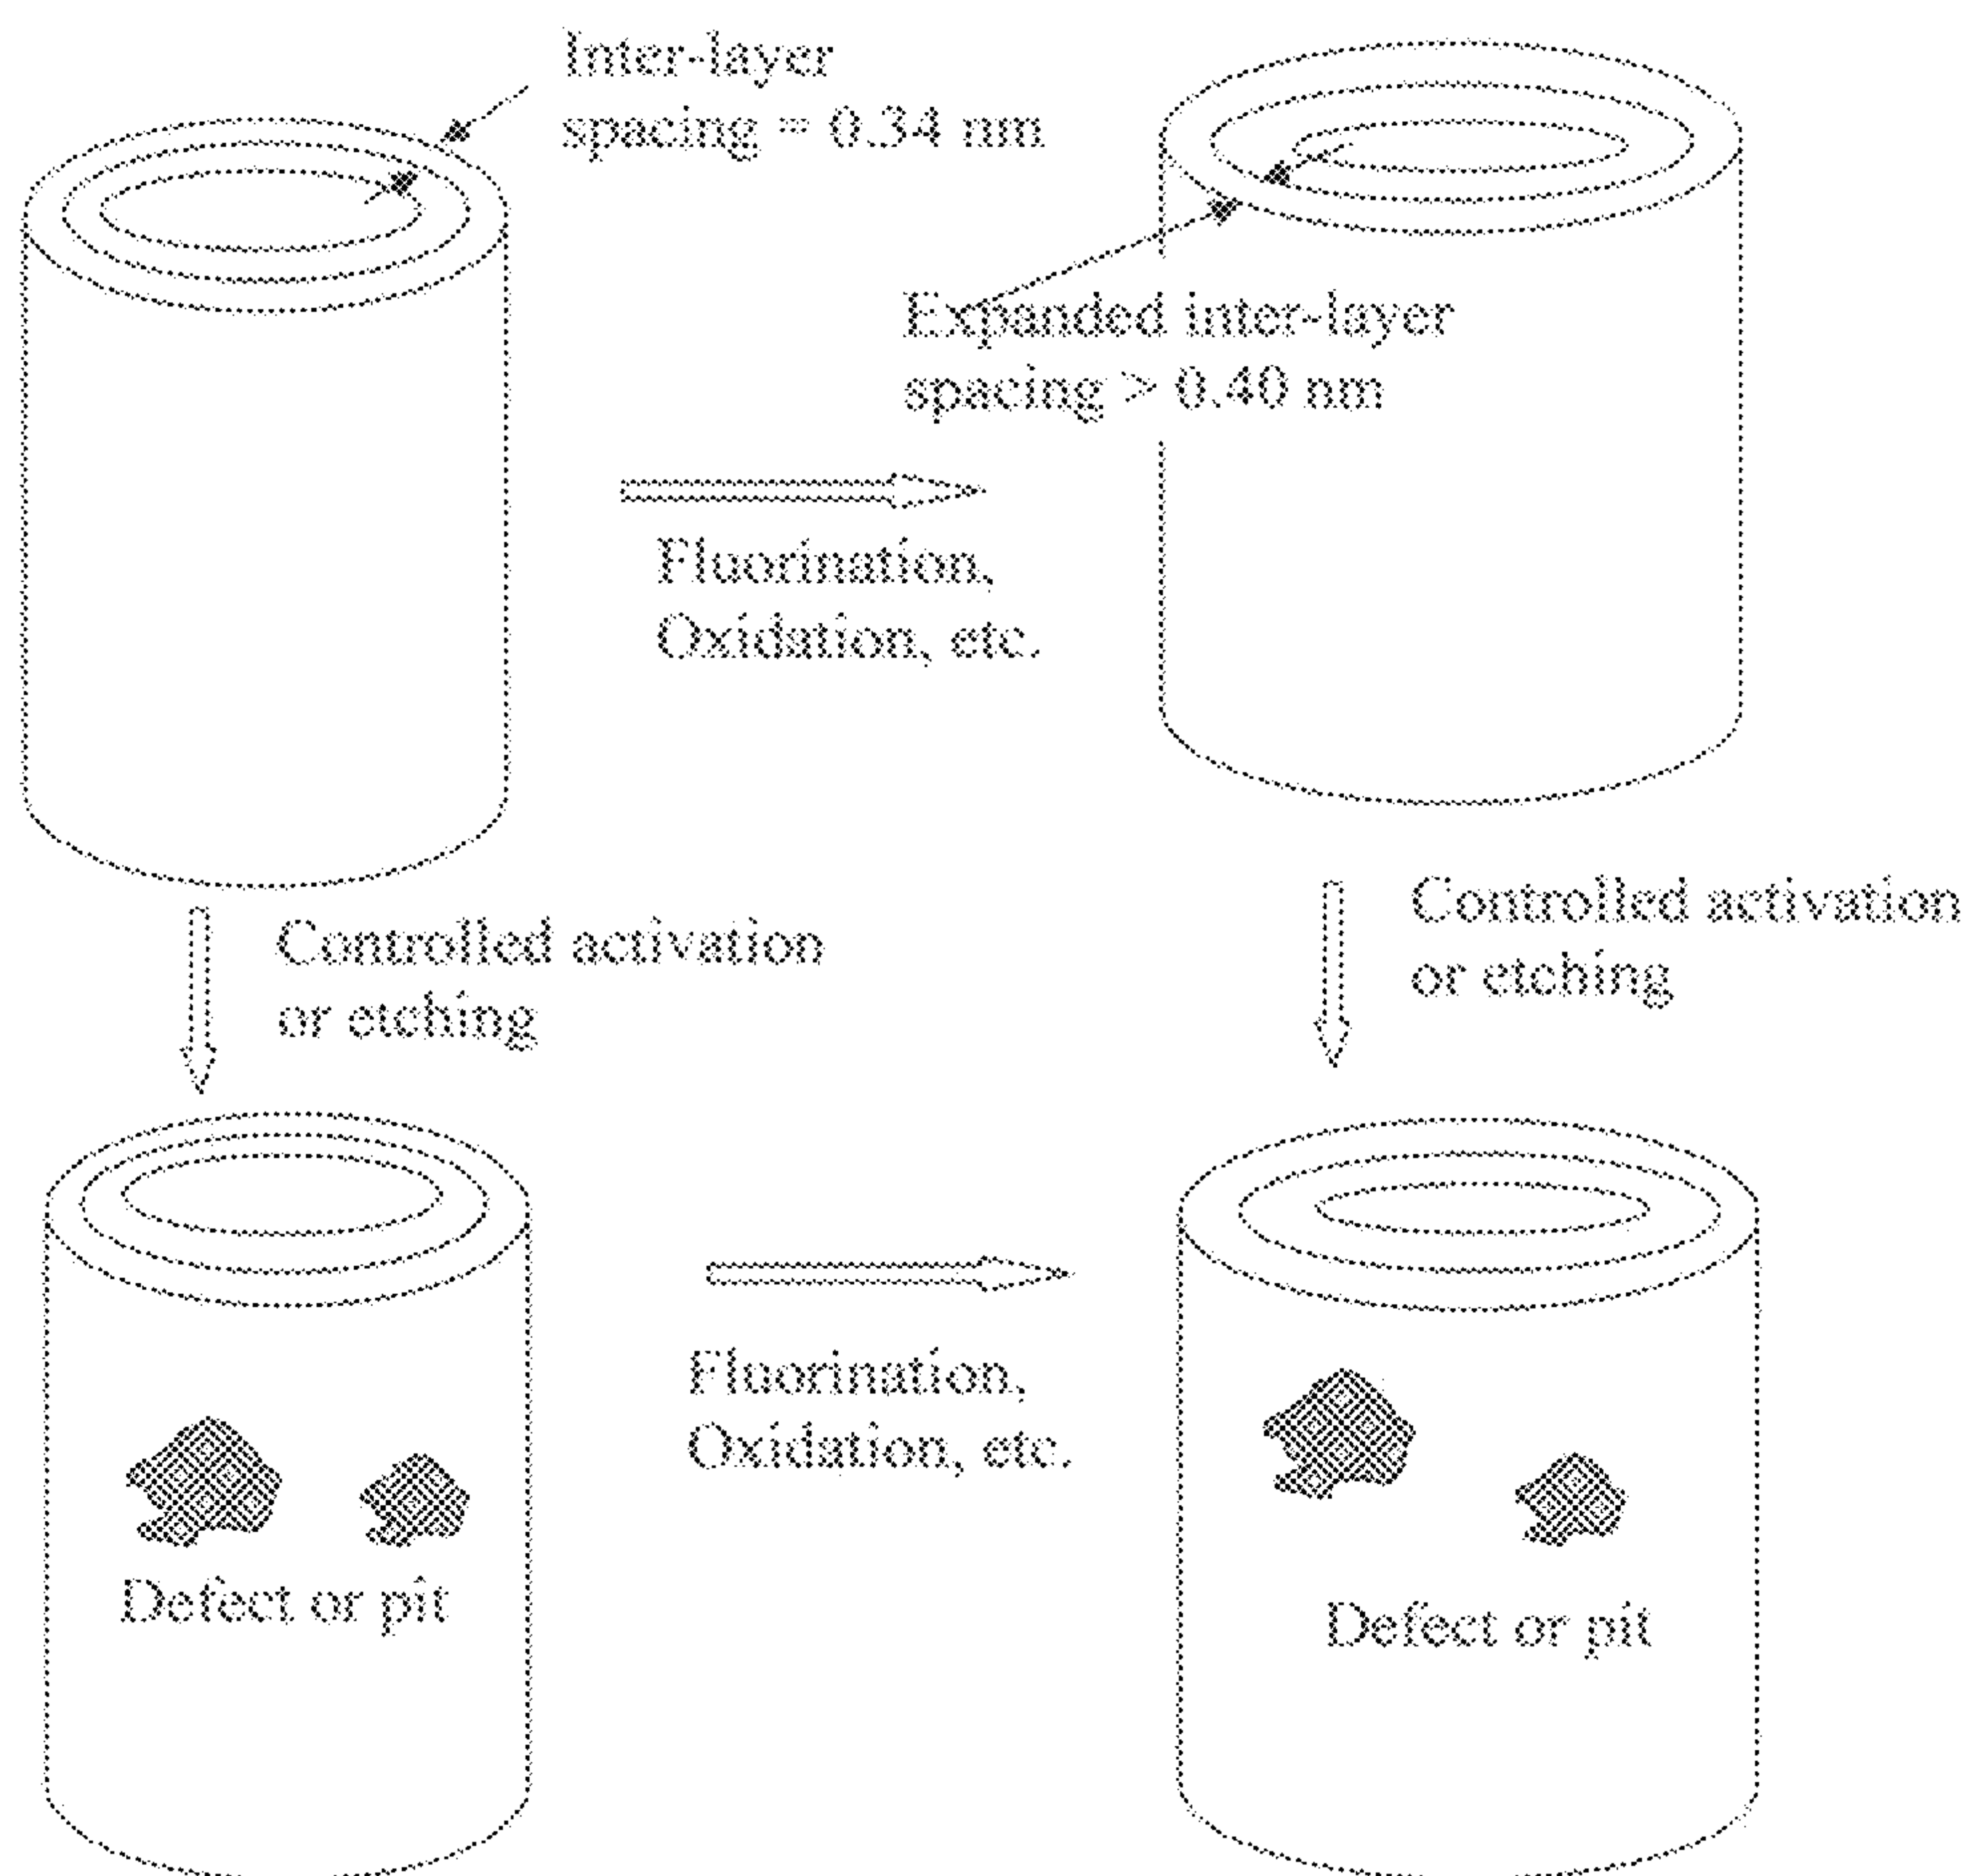 Inter-layer
spacing = 0.34 nm
Expanded inter-layer
spacing > 0.40 nm
Fluorination,
Oxidation, etc.
Controlled activation
or etching
Controlled activation
or etching
Fluorination,
Oxidation, etc.
Defect or pit
Defect or pit